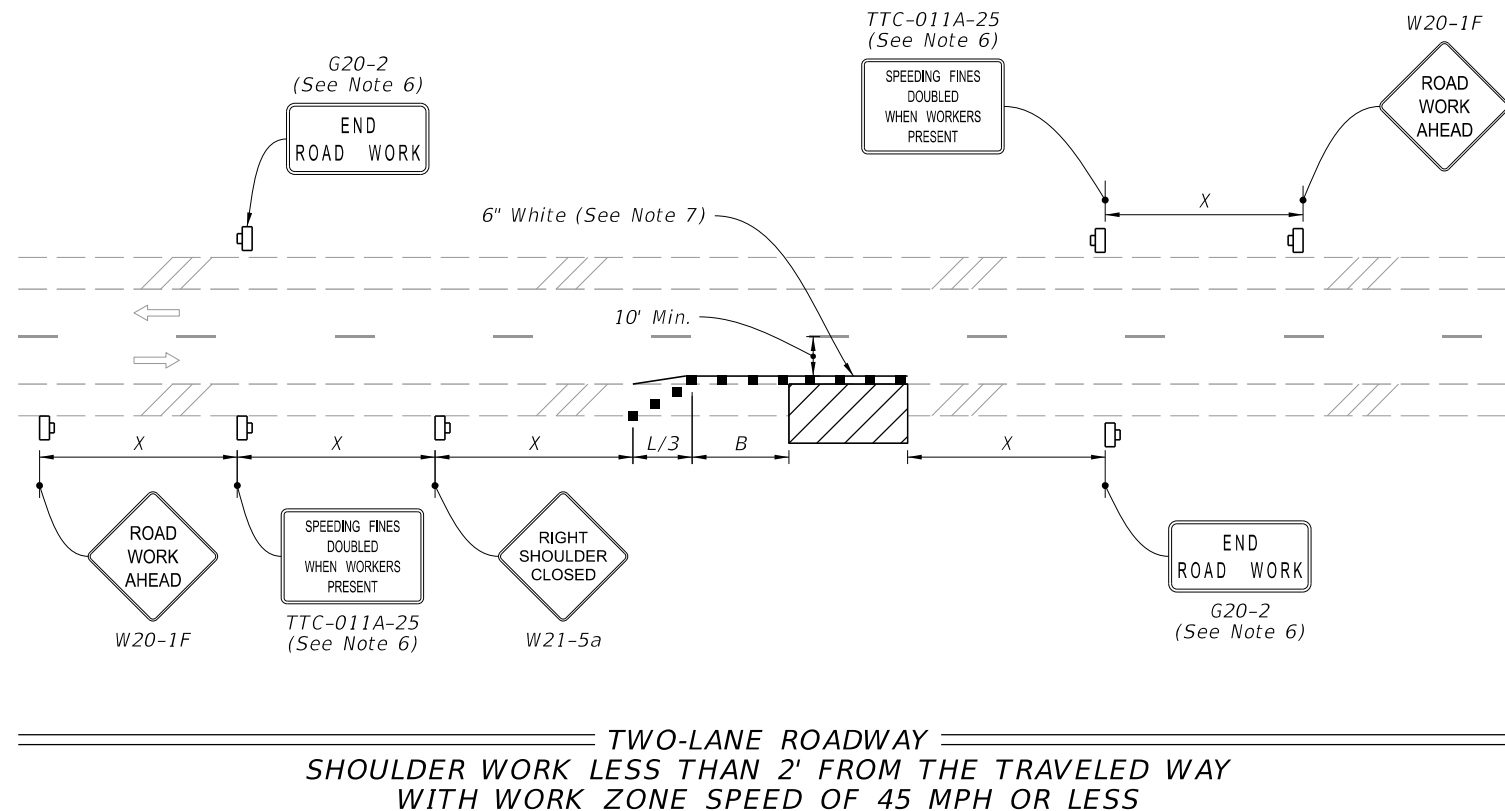 TTC-011A-25
(See Note 6)
W20-1F
G20-2
(See Note 6)
SPEEDING FINES
DOUBLED
WHEN WORKERS
PRESENT
ROAD
WORK
AHEAD
END
ROAD WORK
6" White (See Note 7)
X
10' Min.
X
X
X
L/3
B
X
ROAD
WORK
AHEAD
W20-1F
SPEEDING FINES
DOUBLED
WHEN WORKERS
PRESENT
TTC-011A-25
(See Note 6)
RIGHT
SHOULDER
CLOSED
W21-5a
END
ROAD WORK
G20-2
(See Note 6)
TWO-LANE ROADWAY
SHOULDER WORK LESS THAN 2' FROM THE TRAVELED WAY
WITH WORK ZONE SPEED OF 45 MPH OR LESS